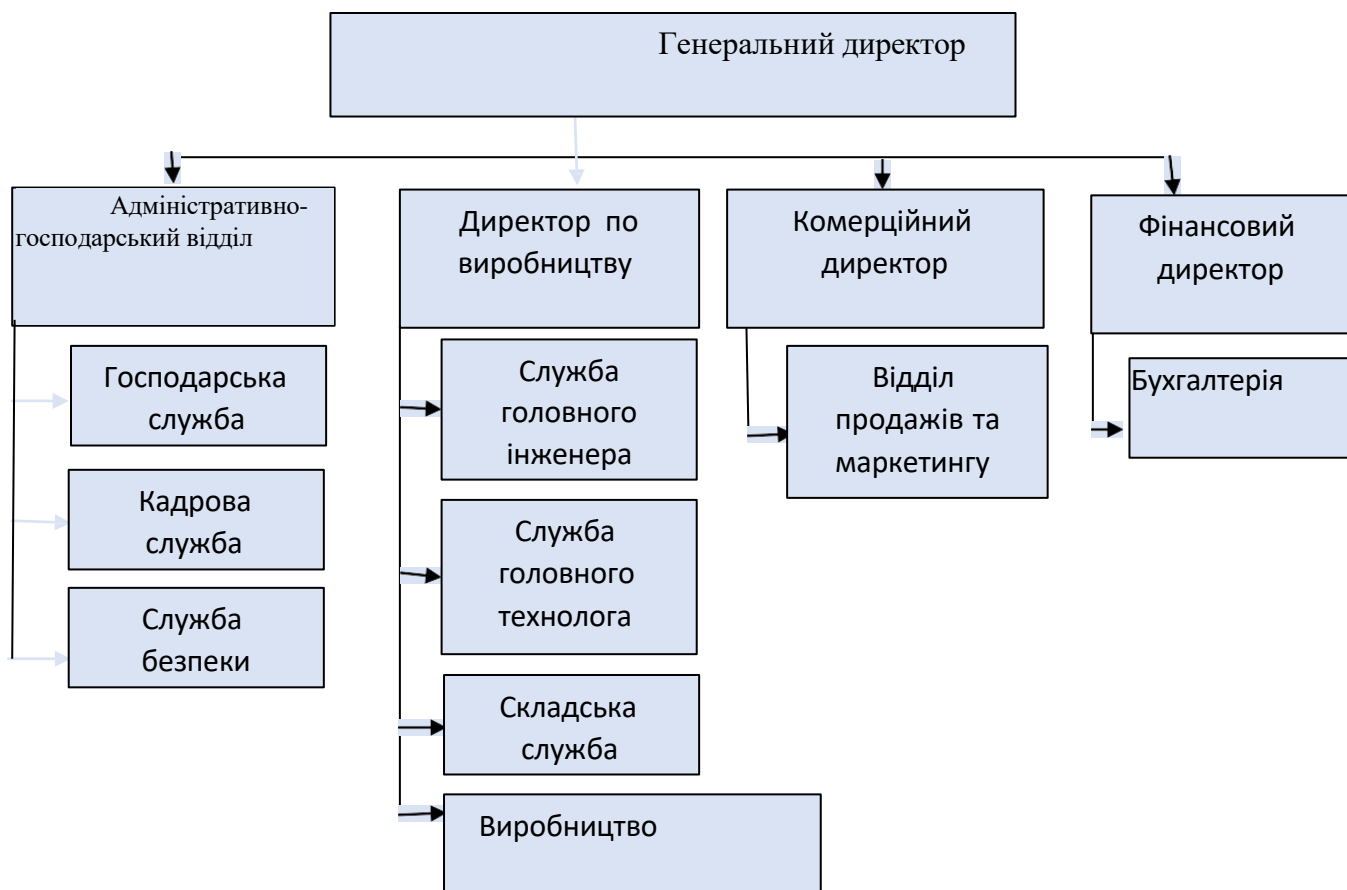 Генеральний директор
Адміністративно-
господарський відділ
Директор по
виробництву
Комерційний
директор
Фінансовий
директор
Господарська
служба
Кадрова
служба
Служба
безпеки
Служба
головного
інженера
Служба
головного
технолога
Складська
служба
Виробництво
Відділ
продажів та
маркетингу
Бухгалтерія